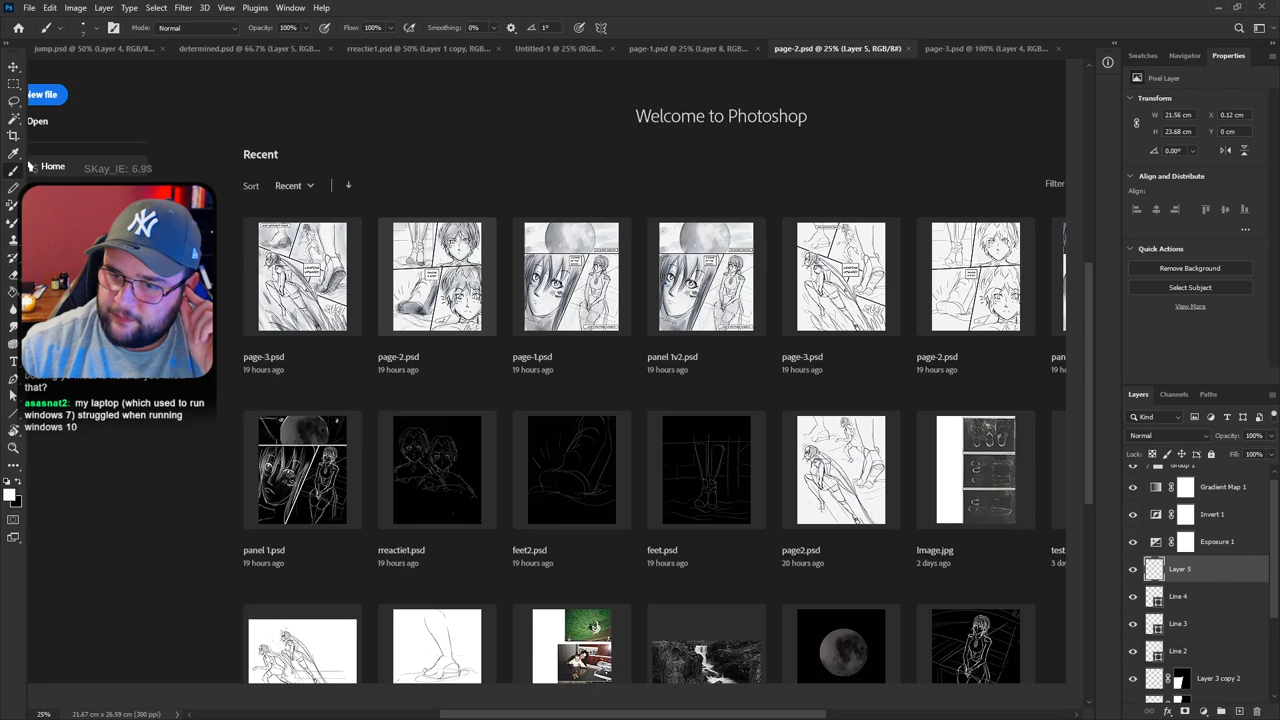 File Edit Image Layer Type Select Filter 3D View Plugins Window Help
Mode: Normal Opacity: 100% Flow: 100% Smoothing: 0% 1°
jump.psd @ 50% (Layer 4, RGB/8... × determined.psd @ 66.7% (Layer 5, RGB... × rreactie1.psd @ 50% (Layer 1 copy, RGB... × Untitled-1 @ 25% (RGB... × page-1.psd @ 25% (Layer 8, RGB... × page-2.psd @ 25% (Layer 5, RGB/8#) × page-3.psd @ 100% (Layer 4, RGB... ×
New file
Open
Home
SKay_IE: 6.9$
Welcome to Photoshop
Recent
Sort Recent
Filter
page-3.psd
19 hours ago
page-2.psd
19 hours ago
page-1.psd
19 hours ago
panel 1v2.psd
19 hours ago
page-3.psd
19 hours ago
page-2.psd
19 hours ago
pan
19 h
panel 1.psd
19 hours ago
rreactie1.psd
19 hours ago
feet2.psd
19 hours ago
feet.psd
19 hours ago
page2.psd
20 hours ago
Image.jpg
2 days ago
test
3 d
that?
asasnat2: my laptop (which used to run
windows 7) struggled when running
windows 10
Swatches Navigator Properties
Pixel Layer
Transform
W 21.56 cm X 0.12 cm
H 23.68 cm Y 0 cm
0.00°
Align and Distribute
Align:
Quick Actions
Remove Background
Select Subject
View More
Layers Channels Paths
Kind
Normal Opacity: 100%
Lock: Fill: 100%
Group 1
Gradient Map 1
Invert 1
Exposure 1
Layer 5
Line 4
Line 3
Line 2
Layer 3 copy 2
25% 21.67 cm x 26.59 cm (300 ppi)